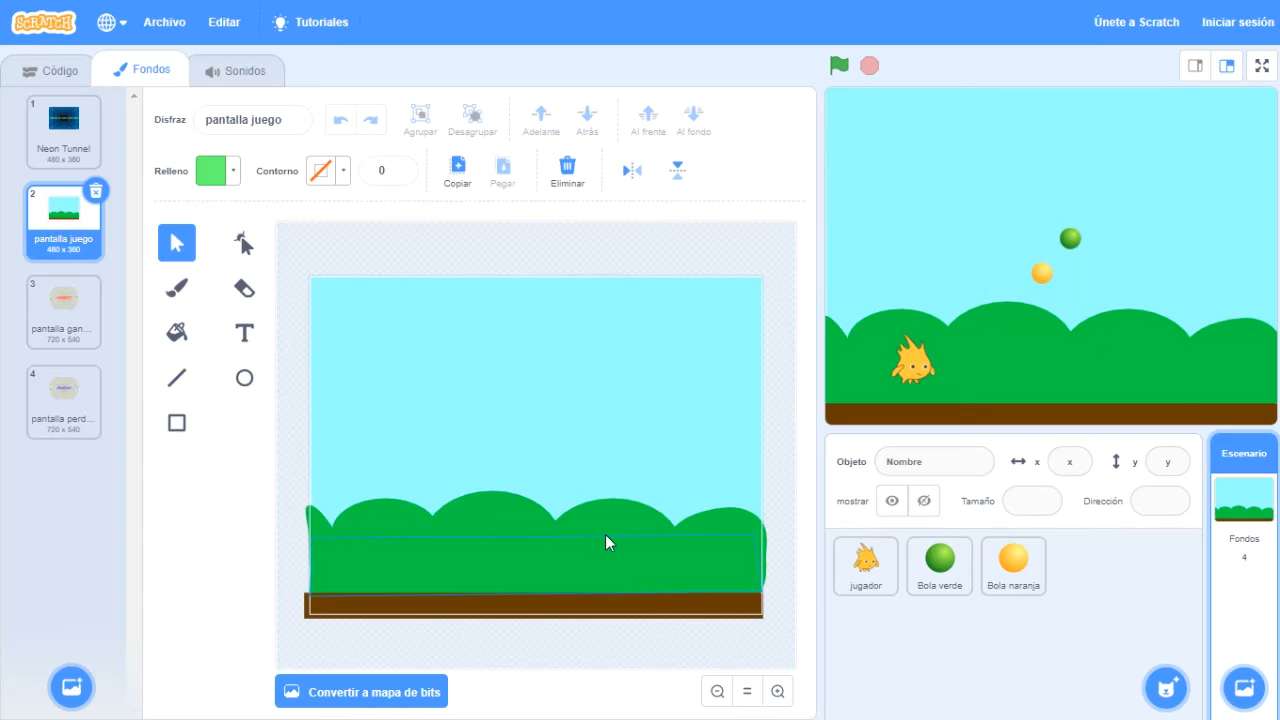 SCRATCH
Archivo
Editar
Tutoriales
Únete a Scratch
Iniciar sesión
Código
Fondos
Sonidos
1
Neon Tunnel
480 x 360
2
pantalla juego
480 x 360
3
pantalla gan...
720 x 540
4
pantalla perd...
720 x 540
Disfraz
pantalla juego
Agrupar
Desagrupar
Adelante
Atrás
Al frente
Al fondo
Relleno
Contorno
0
Copiar
Pegar
Eliminar
Convertir a mapa de bits
Objeto
Nombre
x
x
y
y
mostrar
Tamaño
Dirección
jugador
Bola verde
Bola naranja
Escenario
Fondos
4